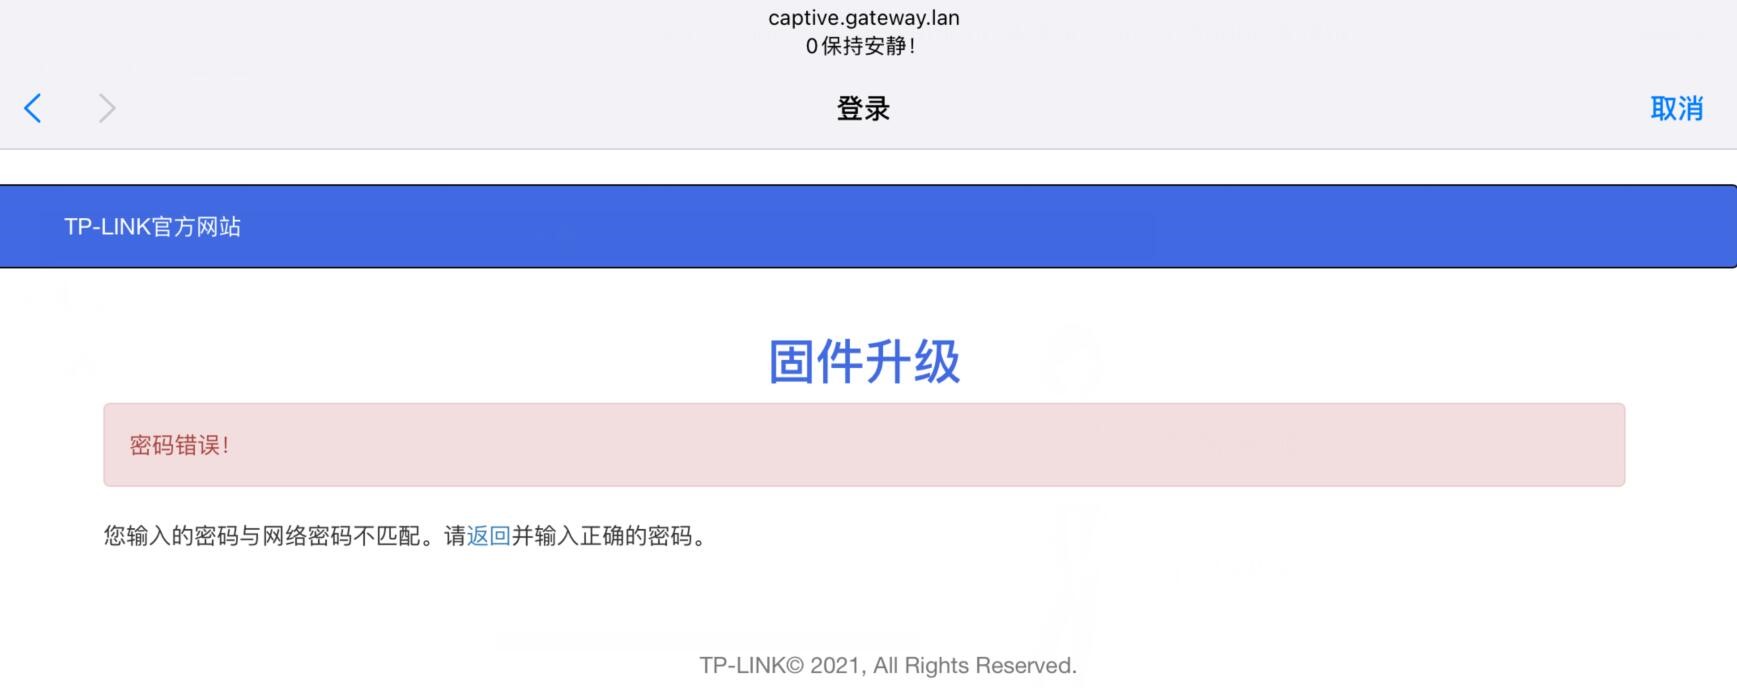 captive.gateway.lan
0保持安静!
登录
取消
TP-LINK官方网站
固件升级
密码错误!
您输入的密码与网络密码不匹配。请返回并输入正确的密码。
TP-LINK© 2021, All Rights Reserved.